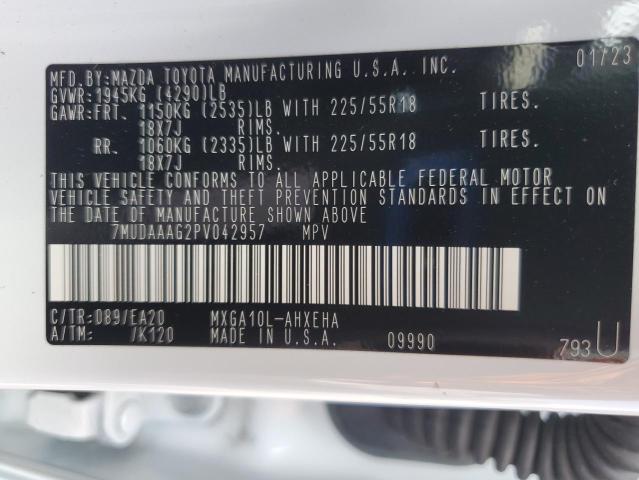 MFD.BY:MAZDA TOYOTA MANUFACTURING U.S.A. INC. 01/23
GVWR:1945KG (4290)LB
GAWR:FRT. 1150KG (2535)LB WITH 225/55R18 TIRES.
18X7J RIMS.
RR. 1060KG (2335)LB WITH 225/55R18 TIRES.
18X7J RIMS.
THIS VEHICLE CONFORMS TO ALL APPLICABLE FEDERAL MOTOR
VEHICLE SAFETY AND THEFT PREVENTION STANDARDS IN EFFECT ON
THE DATE OF MANUFACTURE SHOWN ABOVE
7MUDAAAG2PV042957 MPV
C/TR:089/EA20 MXGA10L-AHXEHA
A/TM: /K120 MADE IN U.S.A. 09990 793U